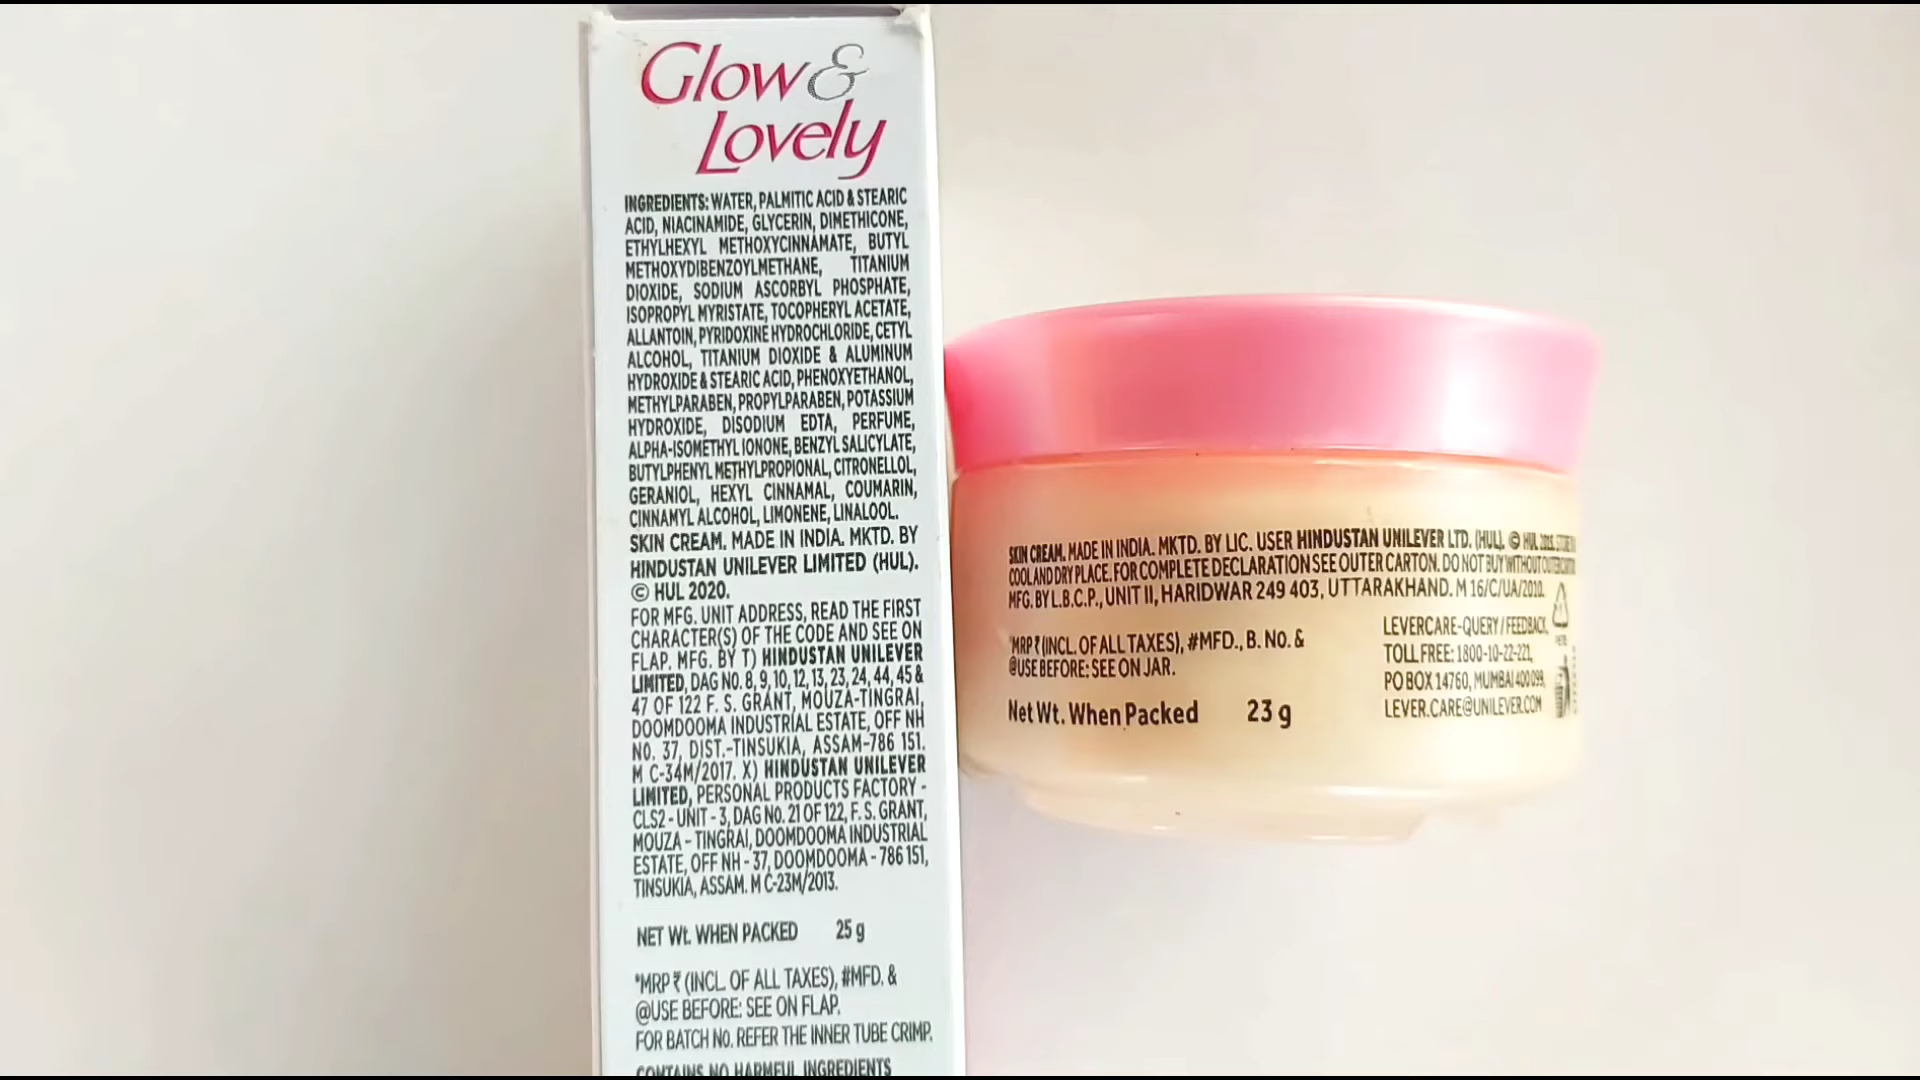 Glow &
Lovely
INGREDIENTS: WATER, PALMITIC ACID & STEARIC
ACID, NIACINAMIDE, GLYCERIN, DIMETHICONE,
ETHYLHEXYL METHOXYCINNAMATE, BUTYL
METHOXYDIBENZOYLMETHANE, TITANIUM
DIOXIDE, SODIUM ASCORBYL PHOSPHATE,
ISOPROPYL MYRISTATE, TOCOPHERYL ACETATE,
ALLANTOIN, PYRIDOXINE HYDROCHLORIDE, CETYL
ALCOHOL, TITANIUM DIOXIDE & ALUMINUM
HYDROXIDE & STEARIC ACID, PHENOXYETHANOL,
METHYLPARABEN, PROPYLPARABEN, POTASSIUM
HYDROXIDE, DISODIUM EDTA, PERFUME,
ALPHA-ISOMETHYL IONONE, BENZYL SALICYLATE,
BUTYLPHENYL METHYLPROPIONAL, CITRONELLOL,
GERANIOL, HEXYL CINNAMAL, COUMARIN,
CINNAMYL ALCOHOL, LIMONENE, LINALOOL.
SKIN CREAM. MADE IN INDIA. MKTD. BY
HINDUSTAN UNILEVER LIMITED (HUL).
© HUL 2020.
FOR MFG. UNIT ADDRESS, READ THE FIRST
CHARACTER(S) OF THE CODE AND SEE ON
FLAP. MFG. BY T) HINDUSTAN UNILEVER
LIMITED, DAG NO. 8, 9, 10, 12, 13, 23, 24, 44, 45 &
47 OF 122 F. S. GRANT, MOUZA-TINGRAI,
DOOMDOOMA INDUSTRIAL ESTATE, OFF NH
NO. 37, DIST.-TINSUKIA, ASSAM-786 151.
M C-34M/2017. X) HINDUSTAN UNILEVER
LIMITED, PERSONAL PRODUCTS FACTORY -
CLS2 - UNIT - 3, DAG NO. 21 OF 122, F. S. GRANT,
MOUZA - TINGRAI, DOOMDOOMA INDUSTRIAL
ESTATE, OFF NH - 37, DOOMDOOMA - 786 151,
TINSUKIA, ASSAM. M C-23M/2013.
NET Wt. WHEN PACKED 25 g
*MRP ₹ (INCL. OF ALL TAXES), #MFD. &
@USE BEFORE: SEE ON FLAP.
FOR BATCH NO. REFER THE INNER TUBE CRIMP.
CONTAINS NO HARMFUL INGREDIENTS
SKIN CREAM. MADE IN INDIA. MKTD. BY LIC. USER HINDUSTAN UNILEVER LTD. (HUL). © HUL
COOL AND DRY PLACE. FOR COMPLETE DECLARATION SEE OUTER CARTON. DO NOT BUY WITHOUT OUTER
MFG. BY L.B.C.P., UNIT II, HARIDWAR 249 403, UTTARAKHAND. M 16/C/UA/2010.
*MRP ₹ (INCL. OF ALL TAXES), #MFD., B. No. &
@USE BEFORE: SEE ON JAR.
Net Wt. When Packed 23 g
LEVERCARE-QUERY / FEEDBACK,
TOLL FREE: 1800-10-22-221,
PO BOX 14760, MUMBAI 400 099,
LEVER.CARE@UNILEVER.COM